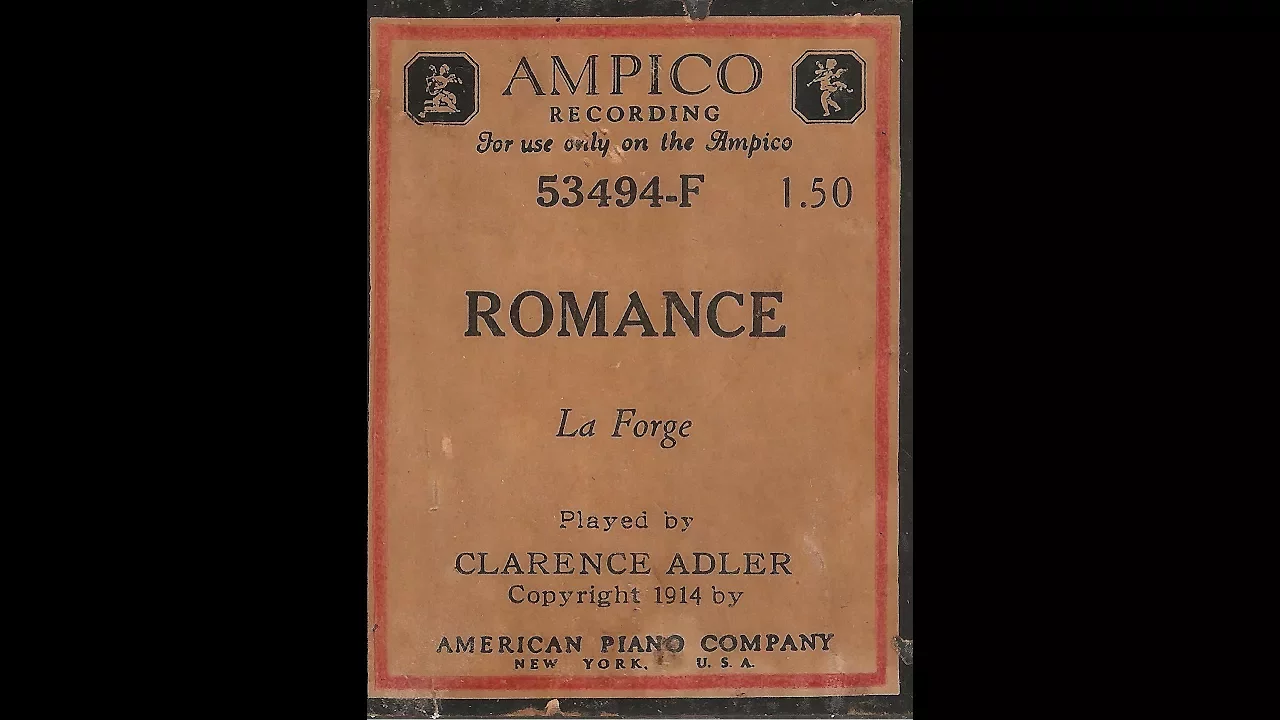 AMPICO
RECORDING
For use only on the Ampico
53494-F 1.50
ROMANCE
La Forge
Played by
CLARENCE ADLER
Copyright 1914 by
AMERICAN PIANO COMPANY
NEW YORK, U. S. A.